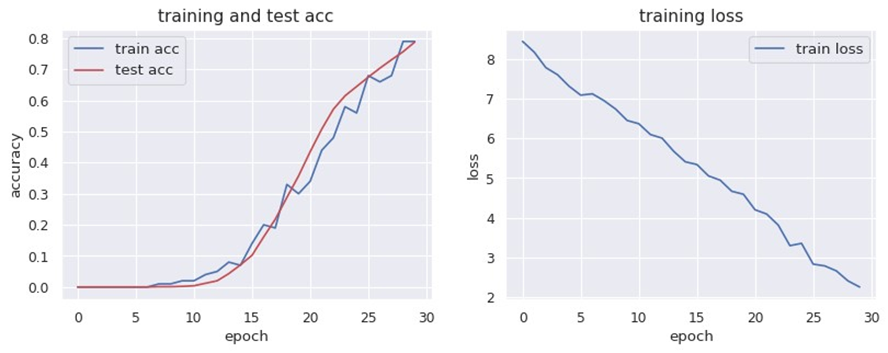 training and test acc
train acc
test acc
accuracy
0.8
0.7
0.6
0.5
0.4
0.3
0.2
0.1
0.0
0 5 10 15 20 25 30
epoch
training loss
train loss
loss
8
7
6
5
4
3
2
0 5 10 15 20 25 30
epoch